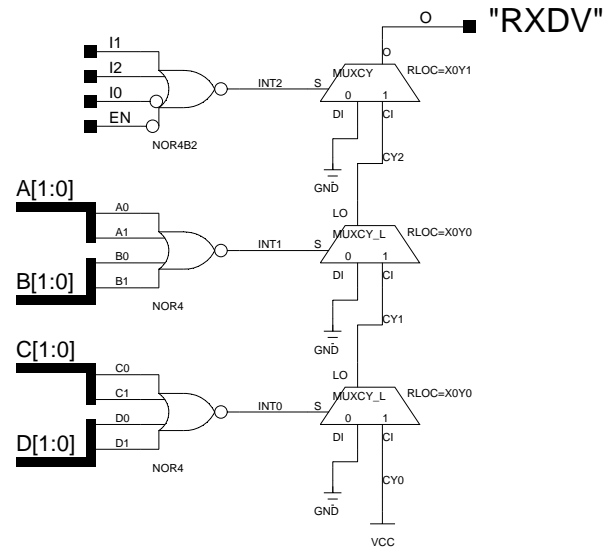 O "RXDV"
I1
I2
I0
EN
NOR4B2
INT2
S
MUXCY
O
RLOC=X0Y1
0 1
DI CI
GND
CY2
A[1:0]
A0
A1
B[1:0]
B0
B1
NOR4
INT1
S
LO
MUXCY_L
RLOC=X0Y0
0 1
DI CI
GND
CY1
C[1:0]
C0
C1
D[1:0]
D0
D1
NOR4
INT0
S
LO
MUXCY_L
RLOC=X0Y0
0 1
DI CI
GND
CY0
VCC